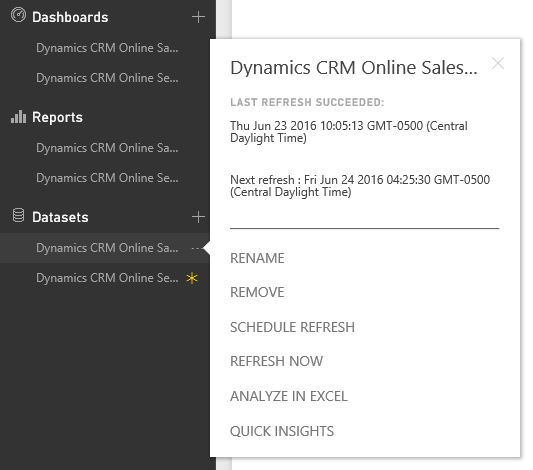 Dashboards
Dynamics CRM Online Sa...
Dynamics CRM Online Se...
Reports
Dynamics CRM Online Sa...
Dynamics CRM Online Se...
Datasets
Dynamics CRM Online Sa...
Dynamics CRM Online Se...
Dynamics CRM Online Sales...
LAST REFRESH SUCCEEDED:
Thu Jun 23 2016 10:05:13 GMT-0500 (Central
Daylight Time)
Next refresh : Fri Jun 24 2016 04:25:30 GMT-0500
(Central Daylight Time)
RENAME
REMOVE
SCHEDULE REFRESH
REFRESH NOW
ANALYZE IN EXCEL
QUICK INSIGHTS